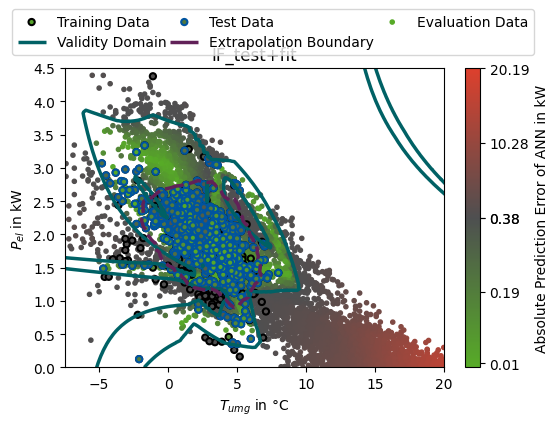 Training Data Test Data Evaluation Data
Validity Domain Extrapolation Boundary
IF_test+fit
4.5
4.0
3.5
3.0
2.5
2.0
1.5
1.0
0.5
0.0
P_el in kW
−5 0 5 10 15 20
T_umg in °C
20.19
10.28
0.38
0.19
0.01
Absolute Prediction Error of ANN in kW